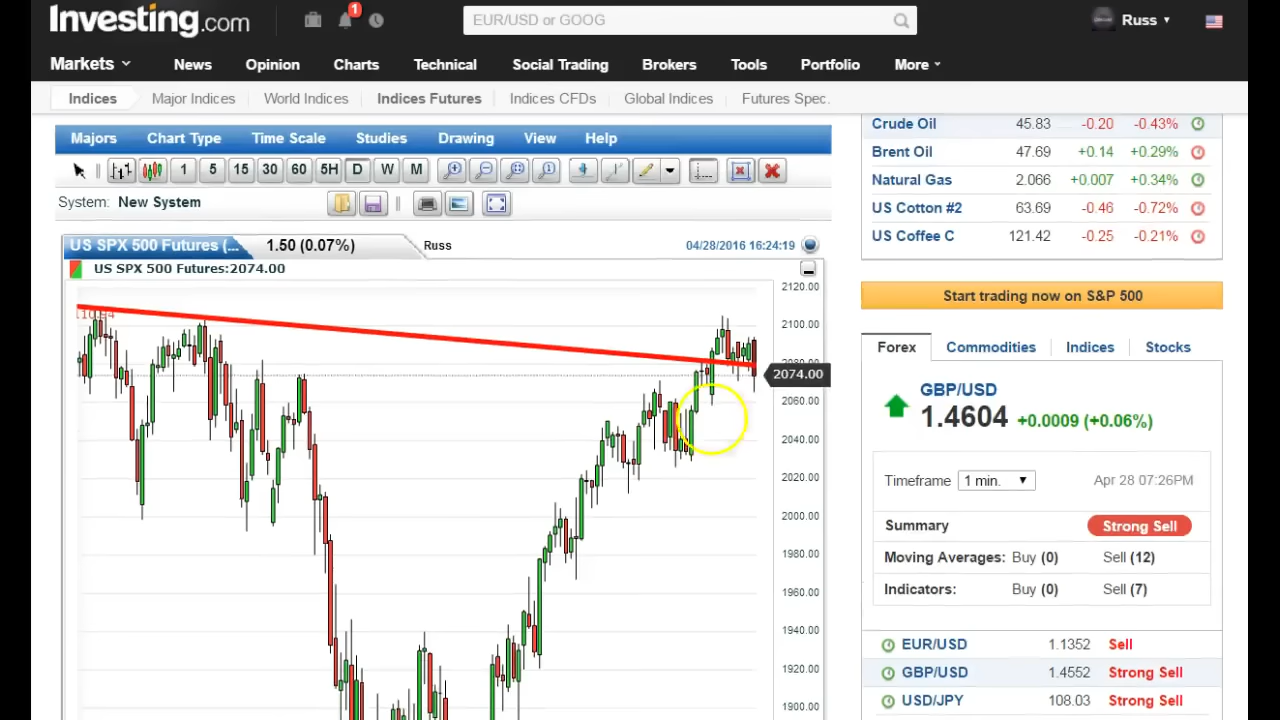 Investing.com
1
EUR/USD or GOOG
Russ
Markets News Opinion Charts Technical Social Trading Brokers Tools Portfolio More
Indices Major Indices World Indices Indices Futures Indices CFDs Global Indices Futures Spec.
Majors Chart Type Time Scale Studies Drawing View Help
1 5 15 30 60 5H D W M
System: New System
US SPX 500 Futures (... 1.50 (0.07%) Russ 04/28/2016 16:24:19
US SPX 500 Futures:2074.00
2120.00
2100.00
2080.00
2074.00
2060.00
2040.00
2020.00
2000.00
1980.00
1960.00
1940.00
1920.00
1900.00
Crude Oil 45.83 -0.20 -0.43%
Brent Oil 47.69 +0.14 +0.29%
Natural Gas 2.066 +0.007 +0.34%
US Cotton #2 63.69 -0.46 -0.72%
US Coffee C 121.42 -0.25 -0.21%
Start trading now on S&P 500
Forex Commodities Indices Stocks
GBP/USD
1.4604 +0.0009 (+0.06%)
Timeframe 1 min. Apr 28 07:26PM
Summary Strong Sell
Moving Averages: Buy (0) Sell (12)
Indicators: Buy (0) Sell (7)
EUR/USD 1.1352 Sell
GBP/USD 1.4552 Strong Sell
USD/JPY 108.03 Strong Sell